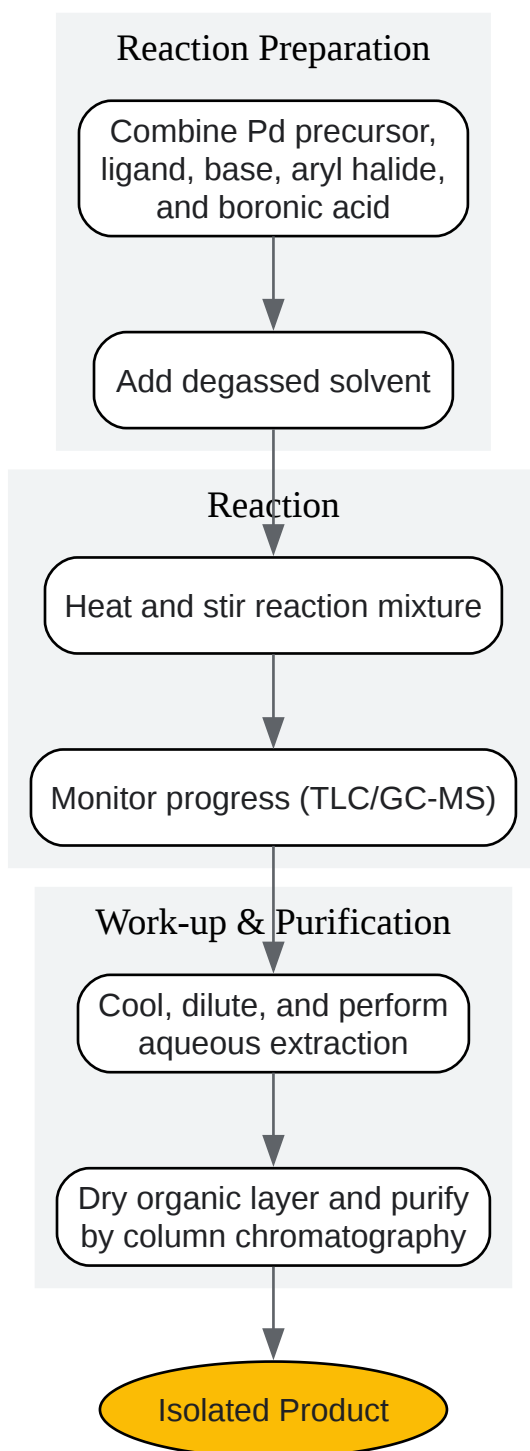 Reaction Preparation
Combine Pd precursor,
ligand, base, aryl halide,
and boronic acid
Add degassed solvent
Reaction
Heat and stir reaction mixture
Monitor progress (TLC/GC-MS)
Work-up & Purification
Cool, dilute, and perform
aqueous extraction
Dry organic layer and purify
by column chromatography
Isolated Product